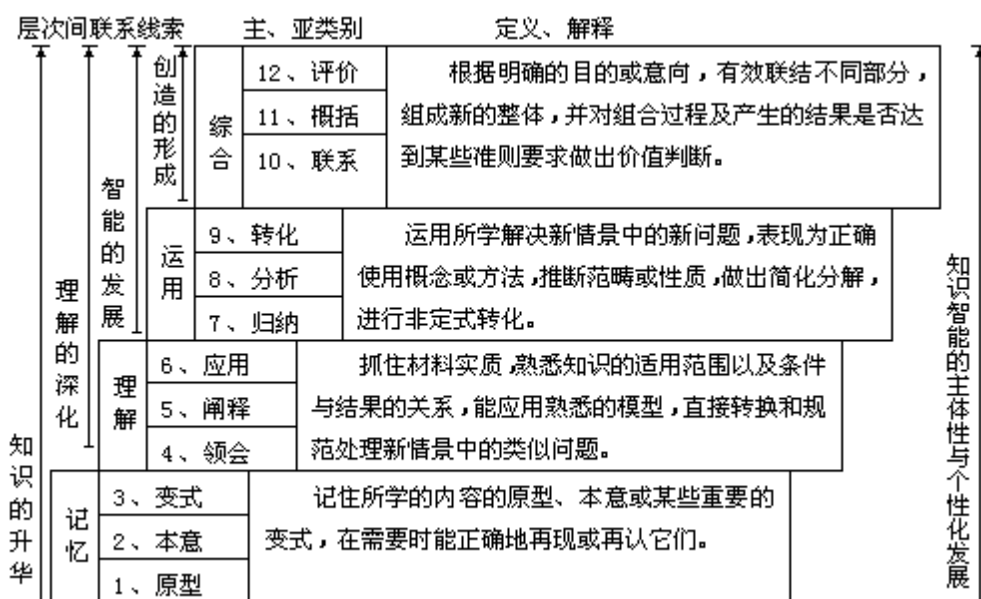 层次间联系线索 主、亚类别 定义、解释
创造的形成
综合
12、评价
11、概括
10、联系
根据明确的目的或意向，有效联结不同部分，
组成新的整体，并对组合过程及产生的结果是否达
到某些准则要求做出价值判断。
智能的发展
运用
9、转化
8、分析
7、归纳
运用所学解决新情景中的新问题，表现为正确
使用概念或方法，推断范畴或性质，做出简化分解，
进行非定式转化。
理解的深化
理解
6、应用
5、阐释
4、领会
抓住材料实质，熟悉知识的适用范围以及条件
与结果的关系，能应用熟悉的模型，直接转换和规
范处理新情景中的类似问题。
知识的升华
记忆
3、变式
2、本意
1、原型
记住所学的内容的原型、本意或某些重要的
变式，在需要时能正确地再现或再认它们。
知识智能的主体性与个性化发展